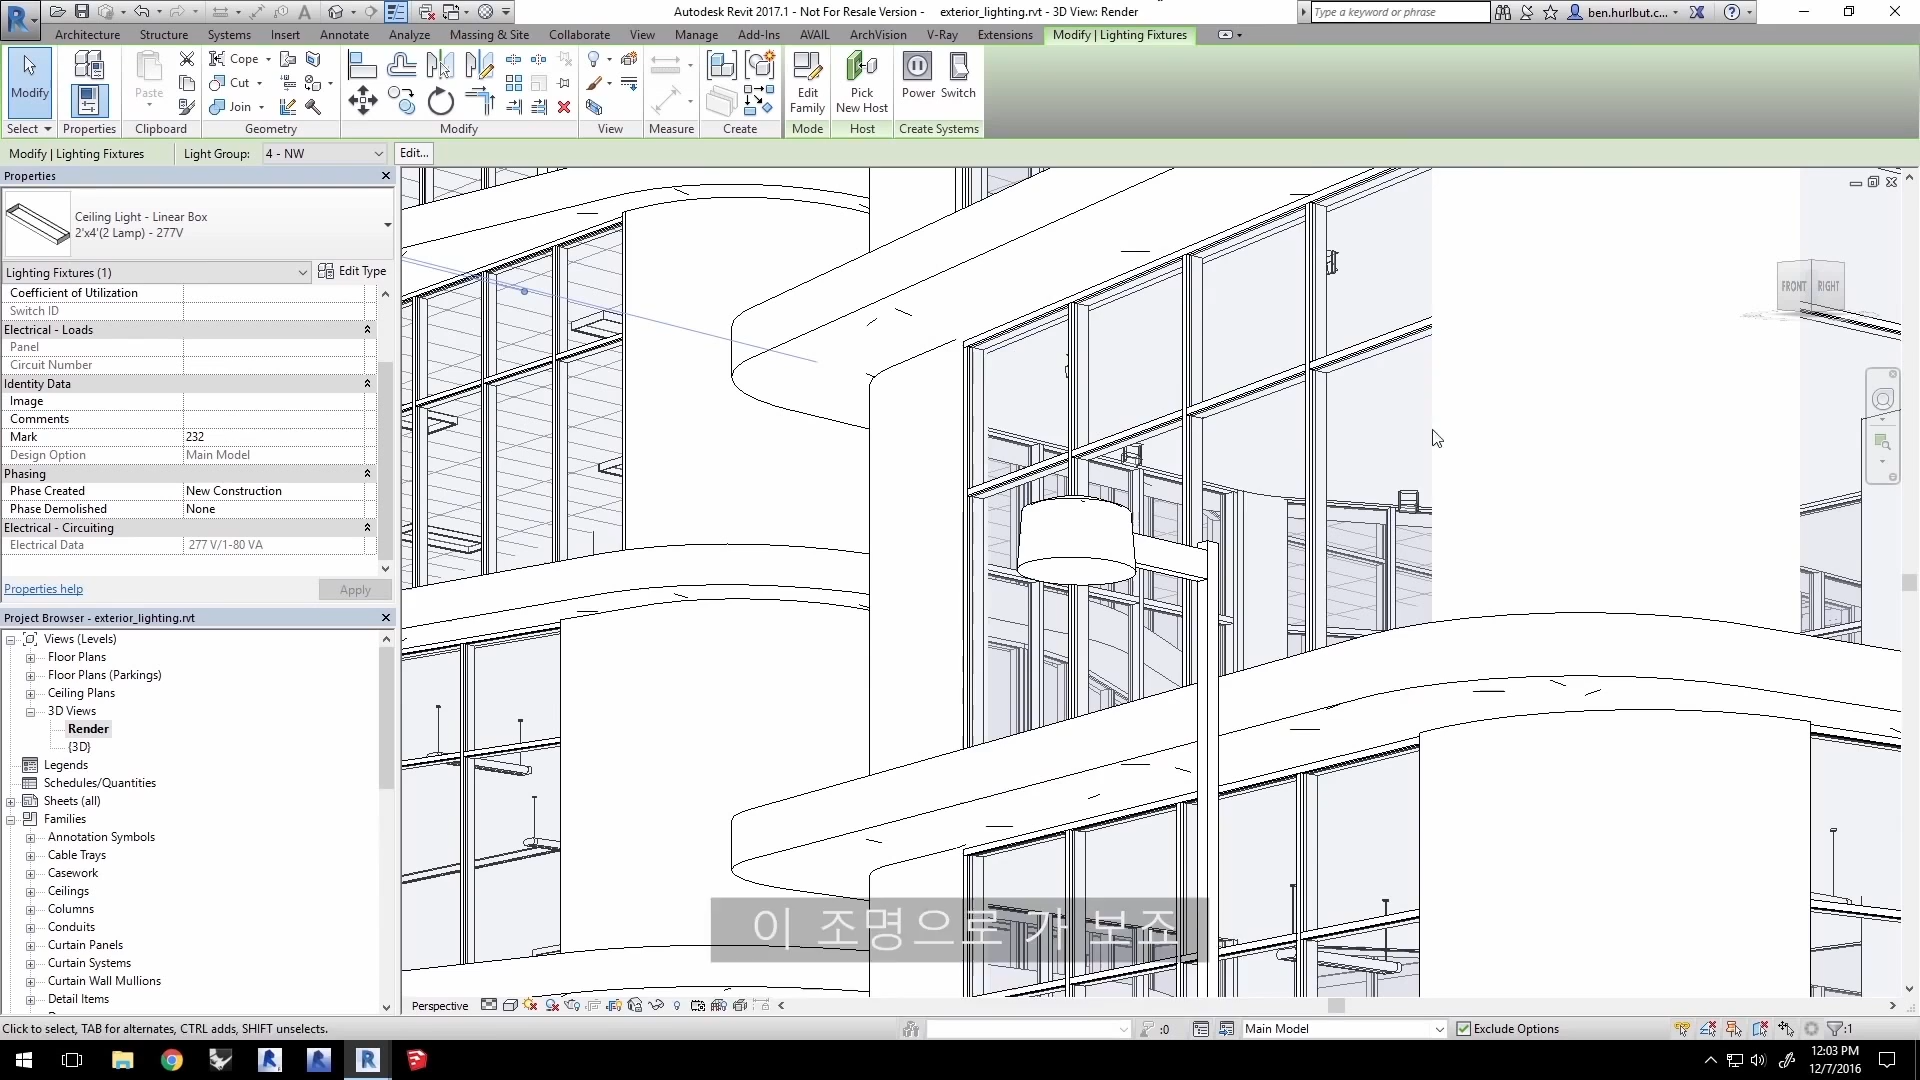 Autodesk Revit 2017.1 - Not For Resale Version - exterior_lighting.rvt - 3D View: Render
Type a keyword or phrase
ben.hurlbut.c...
Architecture Structure Systems Insert Annotate Analyze Massing & Site Collaborate View Manage Add-Ins AVAIL ArchVision V-Ray Extensions Modify | Lighting Fixtures
Modify
Paste
Cope
Cut
Join
Edit Family
Pick New Host
Power
Switch
Select Properties Clipboard Geometry Modify View Measure Create Mode Host Create Systems
Modify | Lighting Fixtures Light Group: 4 - NW Edit...
Properties
Ceiling Light - Linear Box
2'x4'(2 Lamp) - 277V
Lighting Fixtures (1) Edit Type
Coefficient of Utilization
Switch ID
Electrical - Loads
Panel
Circuit Number
Identity Data
Image
Comments
Mark 232
Design Option Main Model
Phasing
Phase Created New Construction
Phase Demolished None
Electrical - Circuiting
Electrical Data 277 V/1-80 VA
Properties help Apply
Project Browser - exterior_lighting.rvt
Views (Levels)
Floor Plans
Floor Plans (Parkings)
Ceiling Plans
3D Views
Render
{3D}
Legends
Schedules/Quantities
Sheets (all)
Families
Annotation Symbols
Cable Trays
Casework
Ceilings
Columns
Conduits
Curtain Panels
Curtain Systems
Curtain Wall Mullions
Detail Items
FRONT RIGHT
이 조명으로 가 보죠
Perspective
Click to select, TAB for alternates, CTRL adds, SHIFT unselects.
:0
Main Model
Exclude Options
:1
12:03 PM
12/7/2016